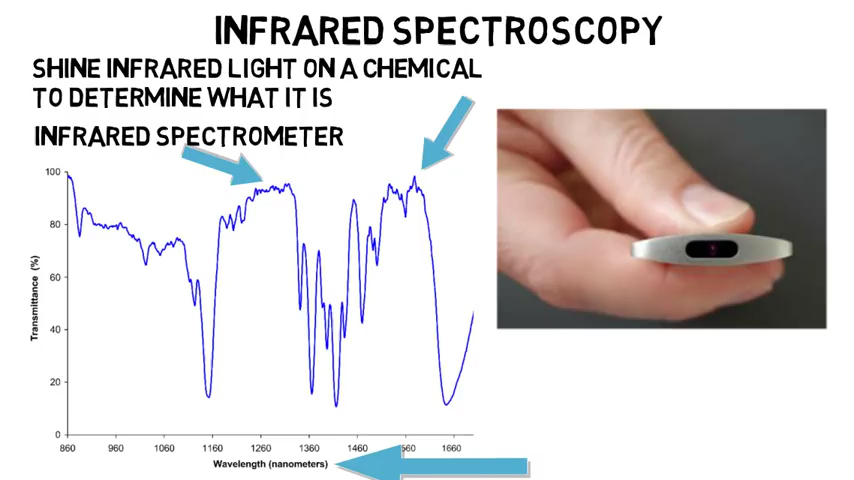 INFRARED SPECTROSCOPY
SHINE INFRARED LIGHT ON A CHEMICAL
TO DETERMINE WHAT IT IS
INFRARED SPECTROMETER
100
80
60
40
20
0
Transmittance (%)
860 960 1060 1160 1260 1360 1460 1660
Wavelength (nanometers)